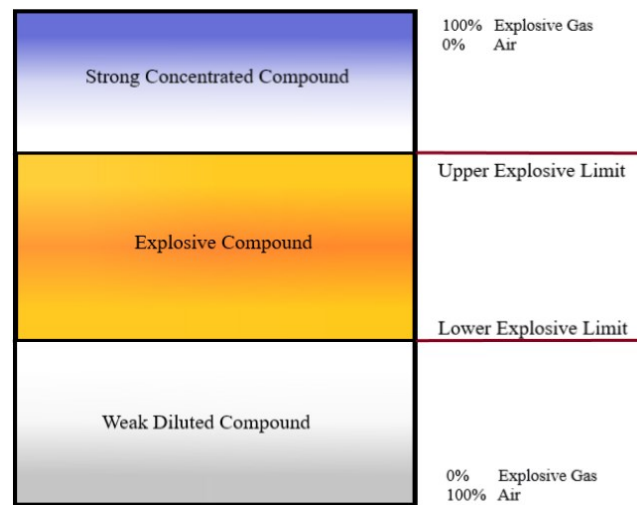 100% Explosive Gas
0% Air
Strong Concentrated Compound
Upper Explosive Limit
Explosive Compound
Lower Explosive Limit
Weak Diluted Compound
0% Explosive Gas
100% Air